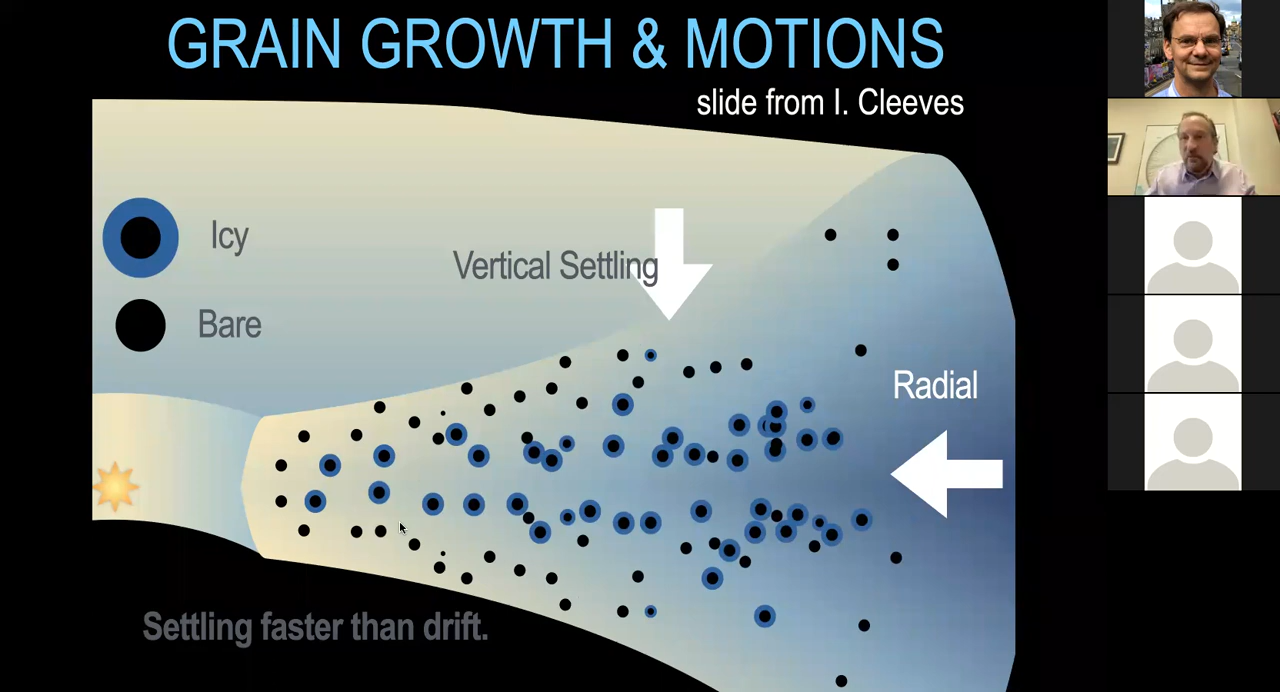 GRAIN GROWTH & MOTIONS
slide from I. Cleeves
Icy
Vertical Settling
Bare
Radial
Settling faster than drift.